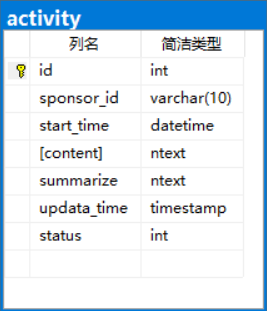 activity
列名 简洁类型
id int
sponsor_id varchar(10)
start_time datetime
[content] ntext
summarize ntext
updata_time timestamp
status int